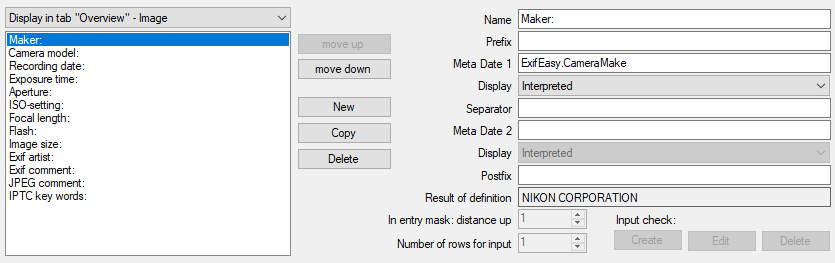 Display in tab "Overview" - Image
Maker:
Camera model:
Recording date:
Exposure time:
Aperture:
ISO-setting:
Focal length:
Flash:
Image size:
Exif artist:
Exif comment:
JPEG comment:
IPTC key words:
move up
move down
New
Copy
Delete
Name Maker:
Prefix
Meta Date 1 ExifEasy.CameraMake
Display Interpreted
Separator
Meta Date 2
Display Interpreted
Postfix
Result of definition NIKON CORPORATION
In entry mask: distance up 1 Input check:
Number of rows for input 1 Create Edit Delete